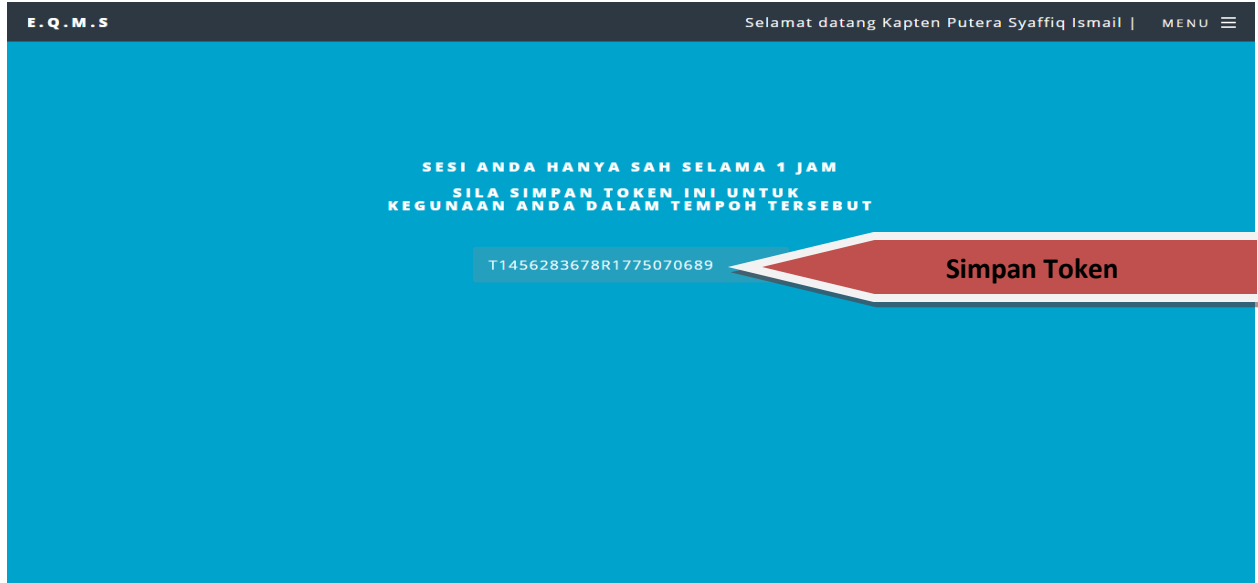 E.Q.M.S
Selamat datang Kapten Putera Syaffiq Ismail | MENU
SESI ANDA HANYA SAH SELAMA 1 JAM
SILA SIMPAN TOKEN INI UNTUK
KEGUNAAN ANDA DALAM TEMPOH TERSEBUT
T1456283678R1775070689
Simpan Token